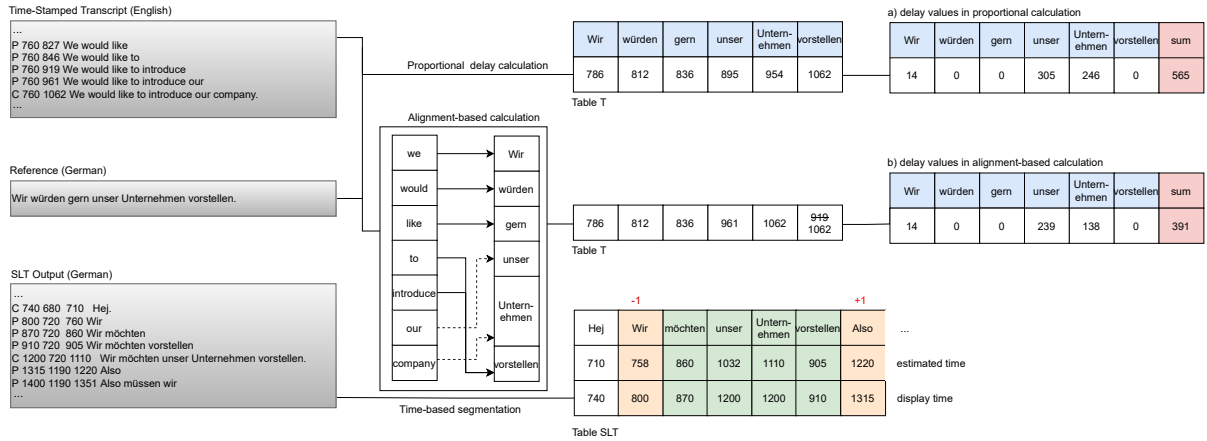 Time-Stamped Transcript (English)
...
P 760 827 We would like
P 760 846 We would like to
P 760 919 We would like to introduce
P 760 961 We would like to introduce our
C 760 1062 We would like to introduce our company.
...
Reference (German)
Wir würden gern unser Unternehmen vorstellen.
SLT Output (German)
...
C 740 680 710 Hej.
P 800 720 760 Wir
P 870 720 860 Wir möchten
P 910 720 905 Wir möchten vorstellen
C 1200 720 1110 Wir möchten unser Unternehmen vorstellen.
P 1315 1190 1220 Also
P 1400 1190 1351 Also müssen wir
...
Proportional delay calculation
Alignment-based calculation
we
would
like
to
introduce
our
company
Wir
würden
gern
unser
Untern-
ehmen
vorstellen
Time-based segmentation
Wir würden gern unser Untern-ehmen vorstellen
786 812 836 895 954 1062
Table T
a) delay values in proportional calculation
Wir würden gern unser Untern-ehmen vorstellen sum
14 0 0 305 246 0 565
b) delay values in alignment-based calculation
Wir würden gern unser Untern-ehmen vorstellen sum
14 0 0 239 138 0 391
786 812 836 961 1062 919
1062
Table T
-1 +1
Hej Wir möchten unser Untern-ehmen vorstellen Also ...
710 758 860 1032 1110 905 1220 estimated time
740 800 870 1200 1200 910 1315 display time
Table SLT